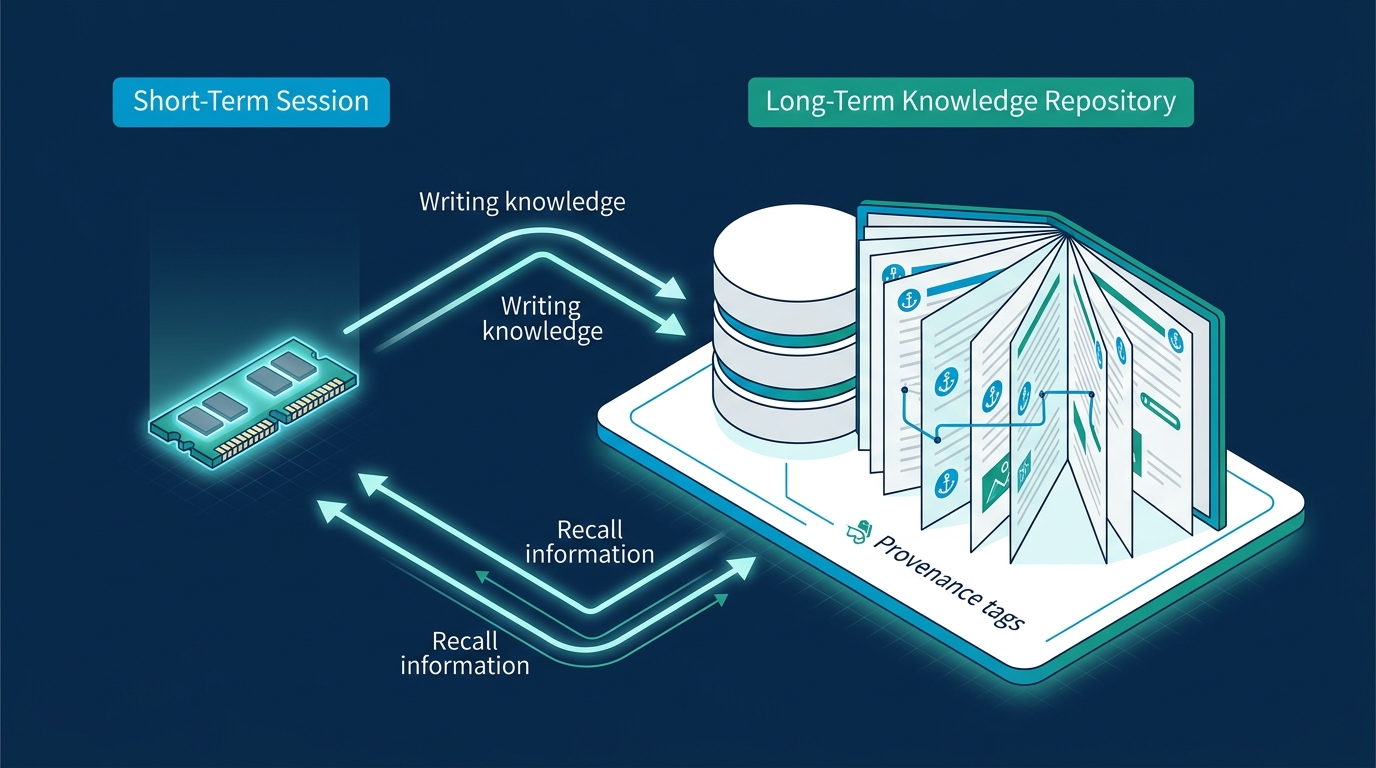 Short-Term Session
Long-Term Knowledge Repository
Writing knowledge
Writing
knowledge
Recall
information
Provenance tags
Recall
information